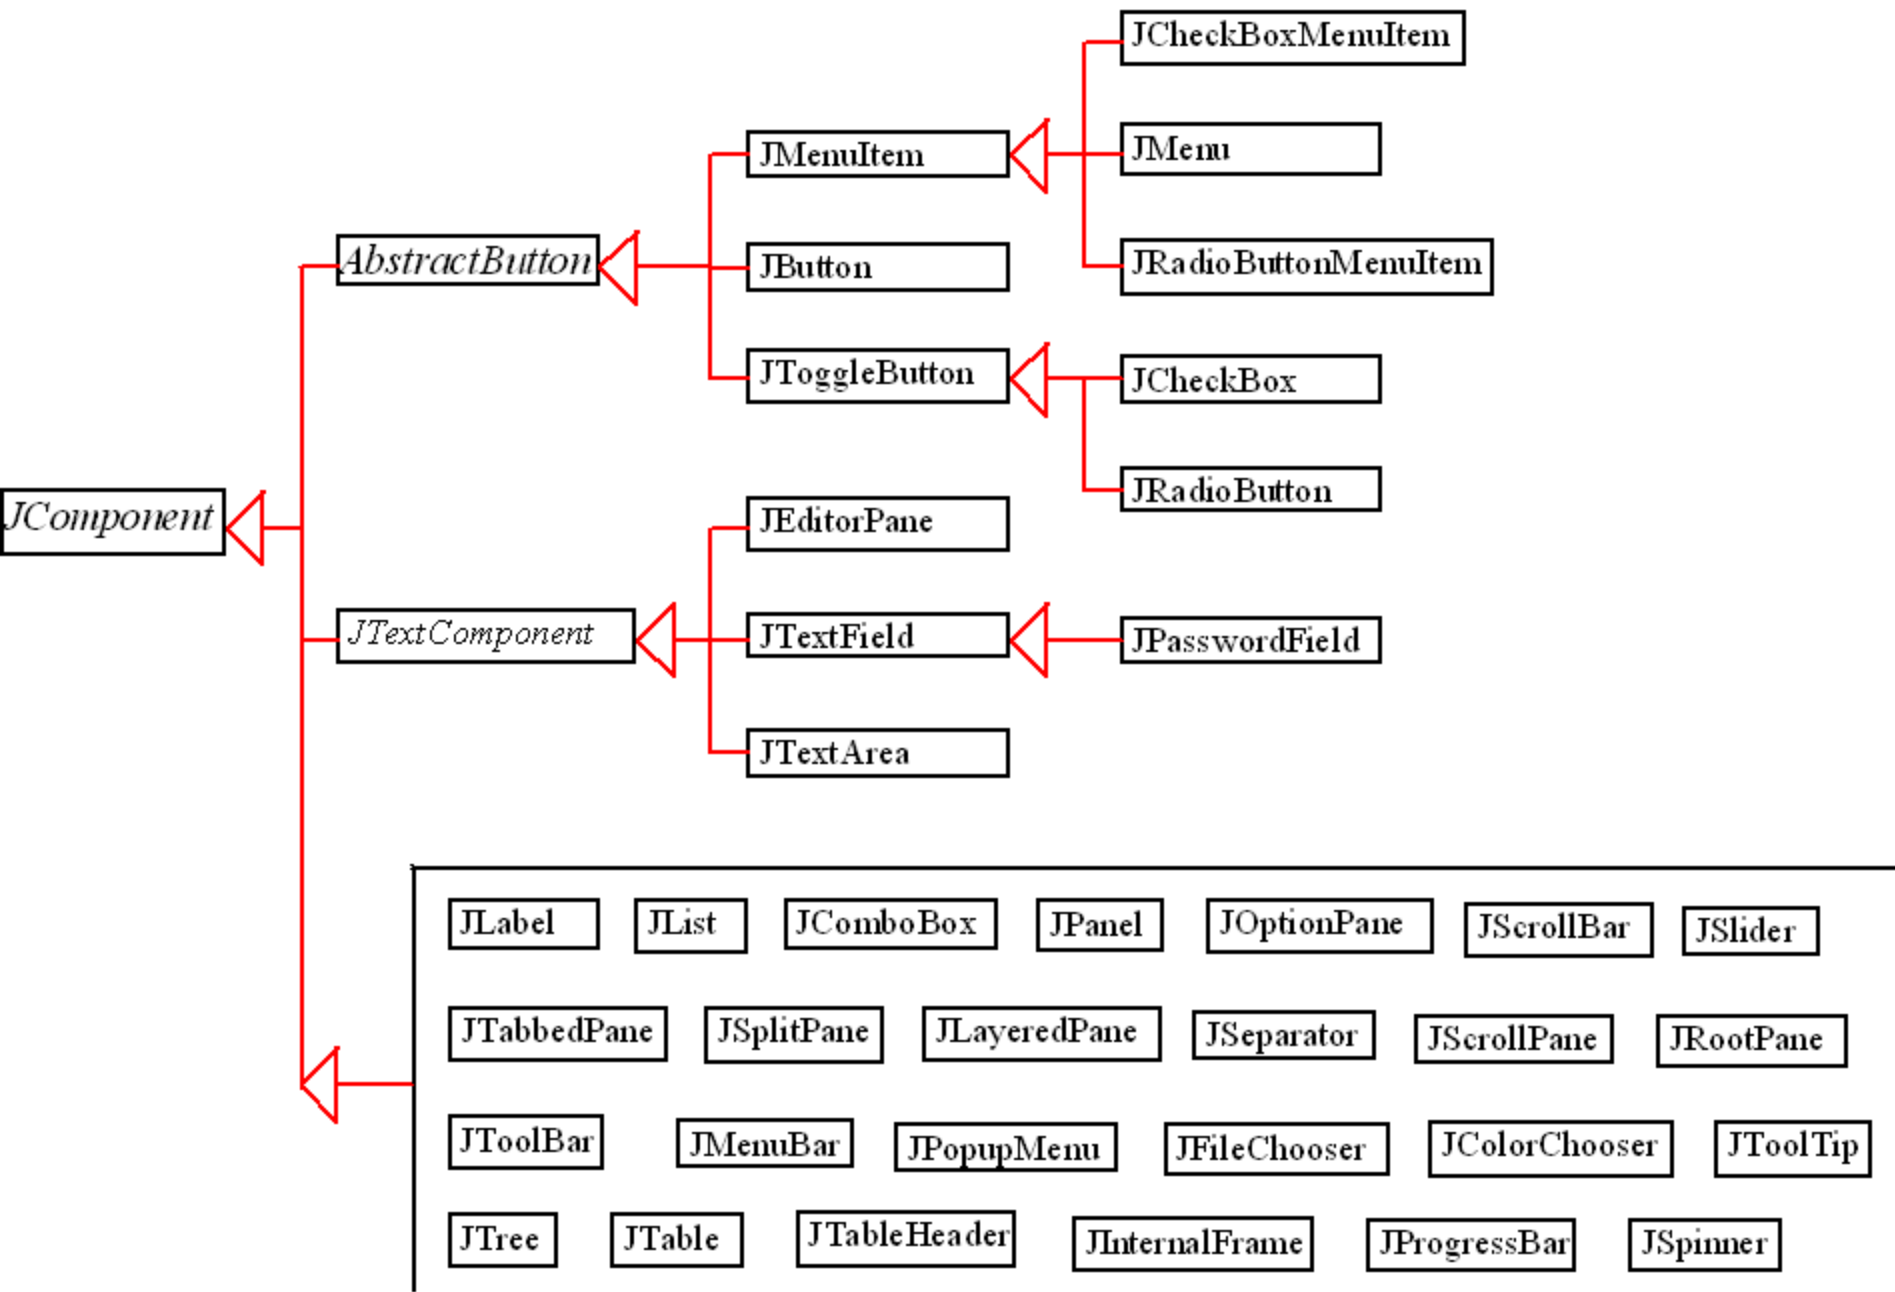 JCheckBoxMenuItem
JMenuItem
JMenu
AbstractButton
JButton
JRadioButtonMenuItem
JToggleButton
JCheckBox
JRadioButton
JComponent
JEditorPane
JTextComponent
JTextField
JPasswordField
JTextArea
JLabel JList JComboBox JPanel JOptionPane JScrollBar JSlider
JTabbedPane JSplitPane JLayeredPane JSeparator JScrollPane JRootPane
JToolBar JMenuBar JPopupMenu JFileChooser JColorChooser JToolTip
JTree JTable JTableHeader JInternalFrame JProgressBar JSpinner